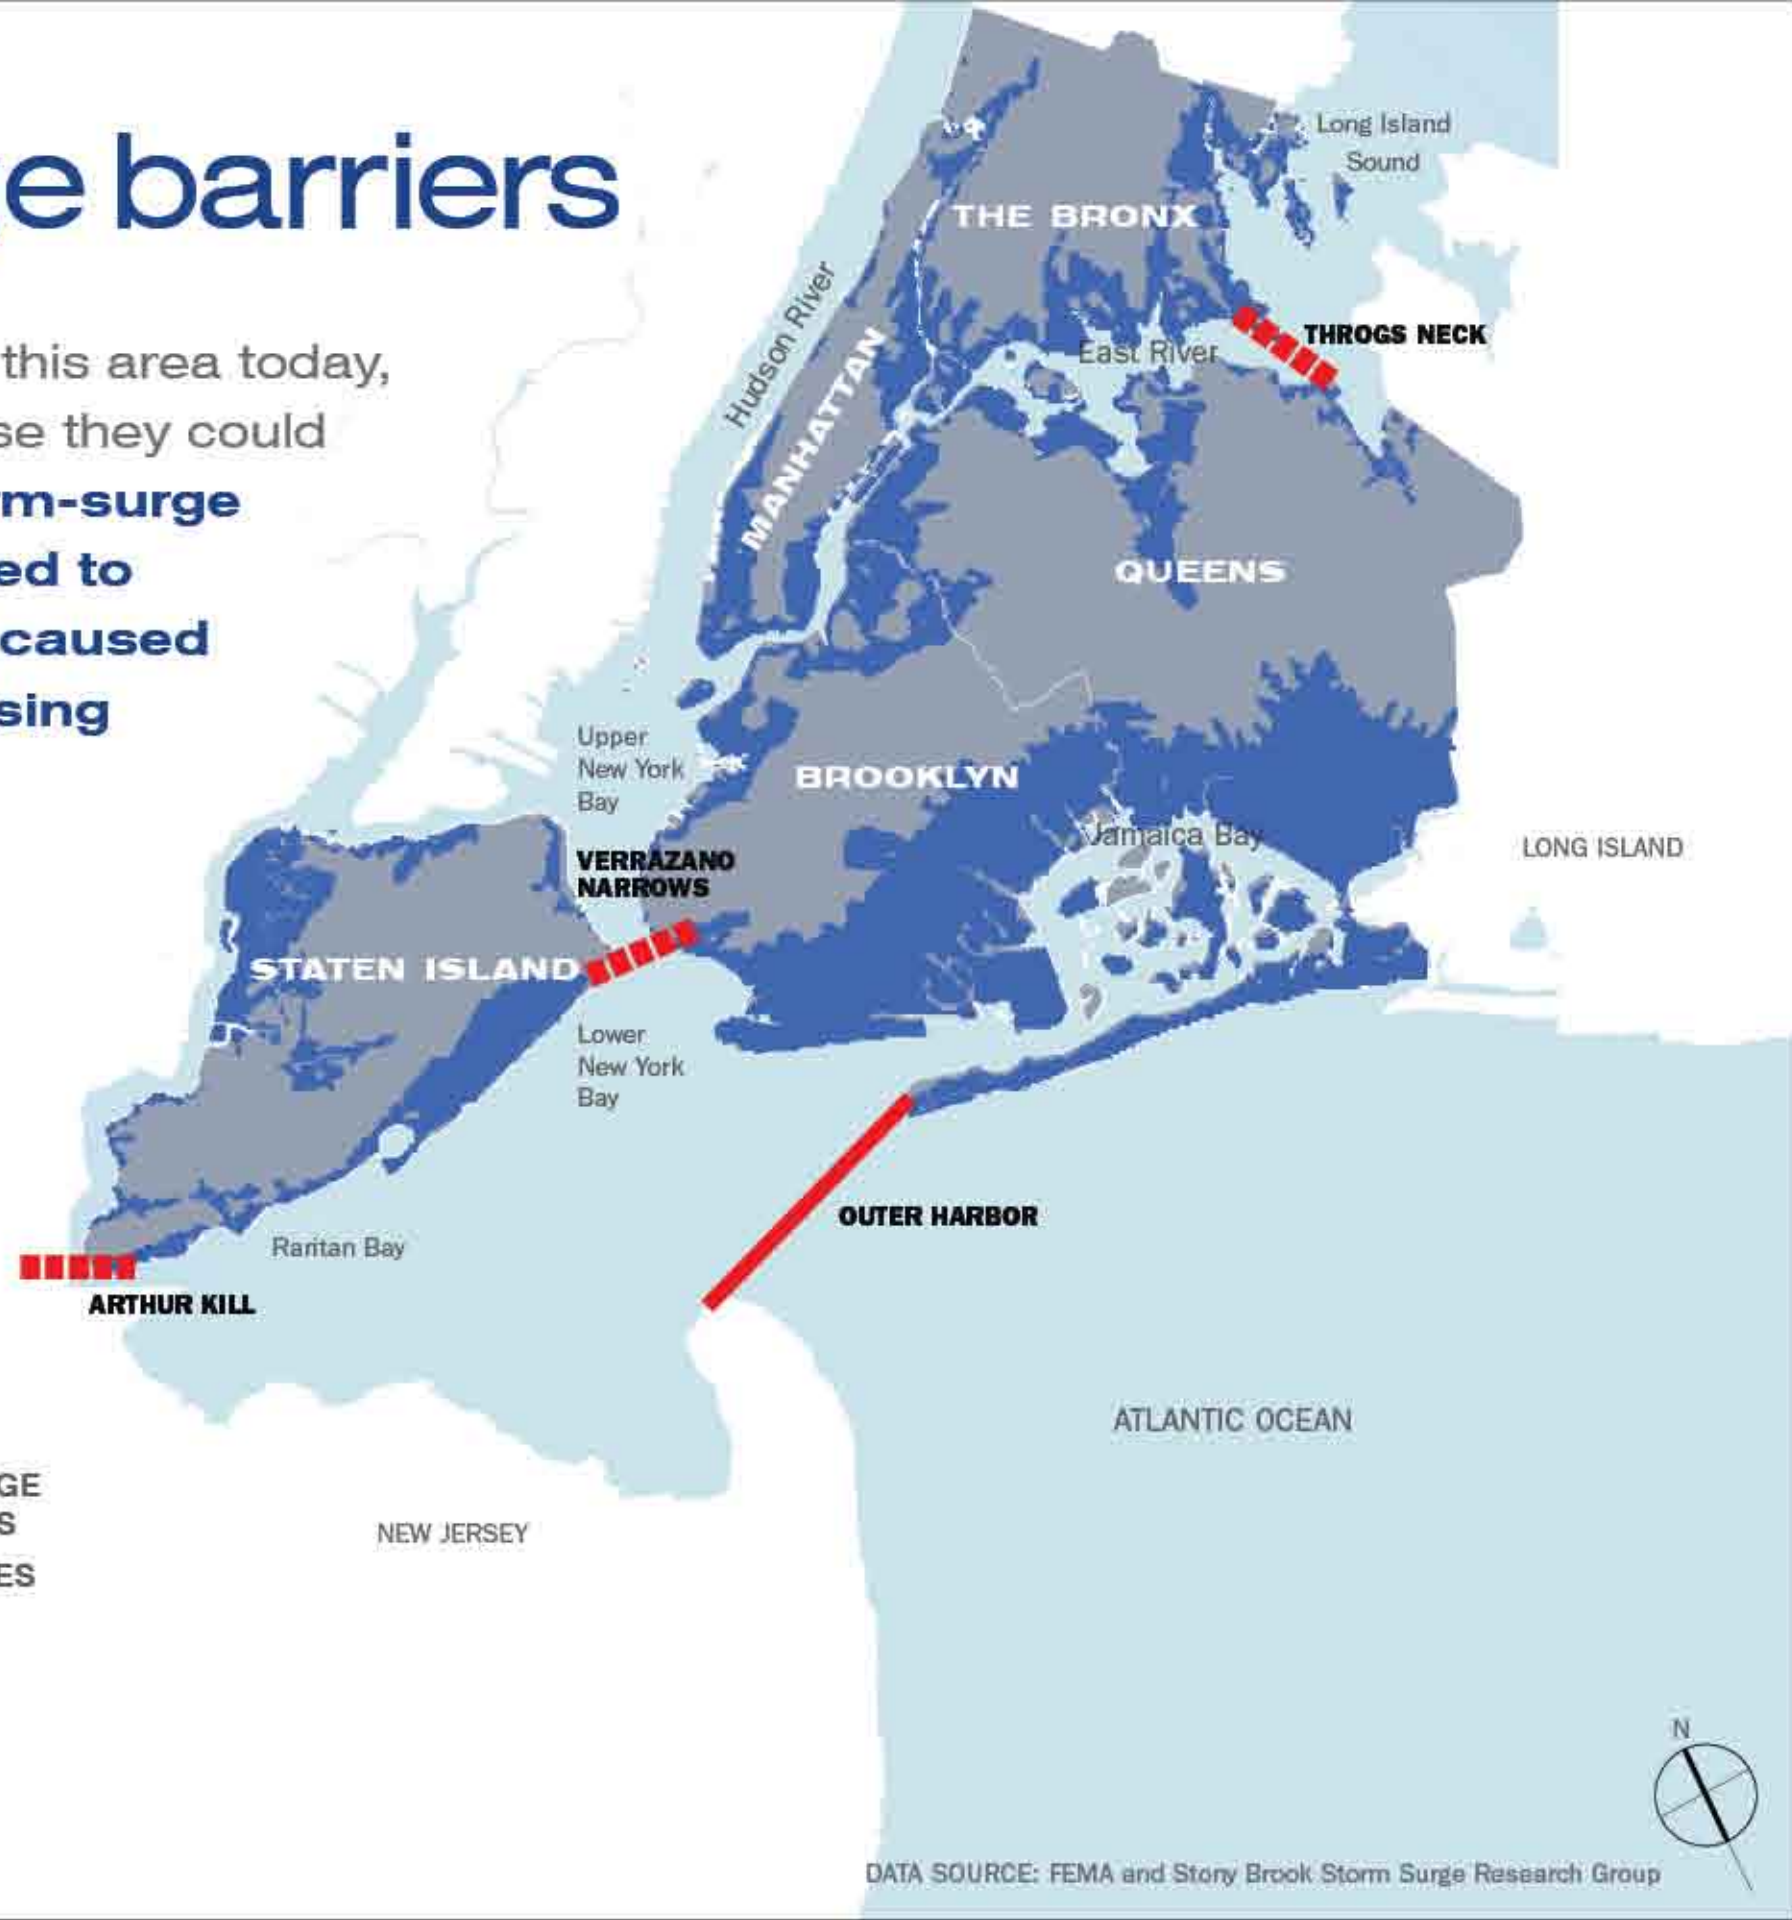 e barriers
this area today,
se they could
m-surge
ed to
caused
sing
Long Island
Sound
THE BRONX
Hudson River
THROGS NECK
East River
MANHATTAN
QUEENS
Upper
New York
Bay
BROOKLYN
Jamaica Bay
LONG ISLAND
VERRAZANO
NARROWS
STATEN ISLAND
Lower
New York
Bay
OUTER HARBOR
Raritan Bay
ARTHUR KILL
ATLANTIC OCEAN
GE
S
ES
NEW JERSEY
N
DATA SOURCE: FEMA and Stony Brook Storm Surge Research Group